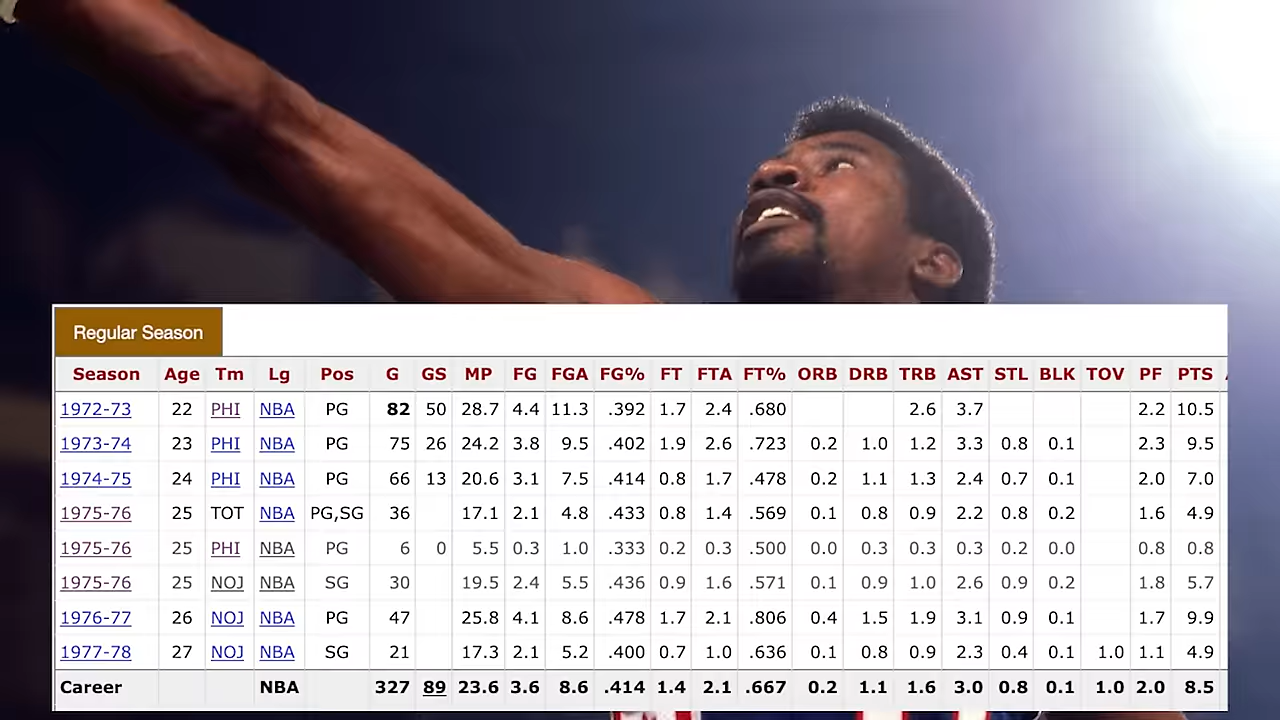 Regular Season
Season Age Tm Lg Pos G GS MP FG FGA FG% FT FTA FT% ORB DRB TRB AST STL BLK TOV PF PTS
1972-73 22 PHI NBA PG 82 50 28.7 4.4 11.3 .392 1.7 2.4 .680 2.6 3.7 2.2 10.5
1973-74 23 PHI NBA PG 75 26 24.2 3.8 9.5 .402 1.9 2.6 .723 0.2 1.0 1.2 3.3 0.8 0.1 2.3 9.5
1974-75 24 PHI NBA PG 66 13 20.6 3.1 7.5 .414 0.8 1.7 .478 0.2 1.1 1.3 2.4 0.7 0.1 2.0 7.0
1975-76 25 TOT NBA PG,SG 36 17.1 2.1 4.8 .433 0.8 1.4 .569 0.1 0.8 0.9 2.2 0.8 0.2 1.6 4.9
1975-76 25 PHI NBA PG 6 0 5.5 0.3 1.0 .333 0.2 0.3 .500 0.0 0.3 0.3 0.3 0.2 0.0 0.8 0.8
1975-76 25 NOJ NBA SG 30 19.5 2.4 5.5 .436 0.9 1.6 .571 0.1 0.9 1.0 2.6 0.9 0.2 1.8 5.7
1976-77 26 NOJ NBA PG 47 25.8 4.1 8.6 .478 1.7 2.1 .806 0.4 1.5 1.9 3.1 0.9 0.1 1.7 9.9
1977-78 27 NOJ NBA SG 21 17.3 2.1 5.2 .400 0.7 1.0 .636 0.1 0.8 0.9 2.3 0.4 0.1 1.0 1.1 4.9
Career NBA 327 89 23.6 3.6 8.6 .414 1.4 2.1 .667 0.2 1.1 1.6 3.0 0.8 0.1 1.0 2.0 8.5